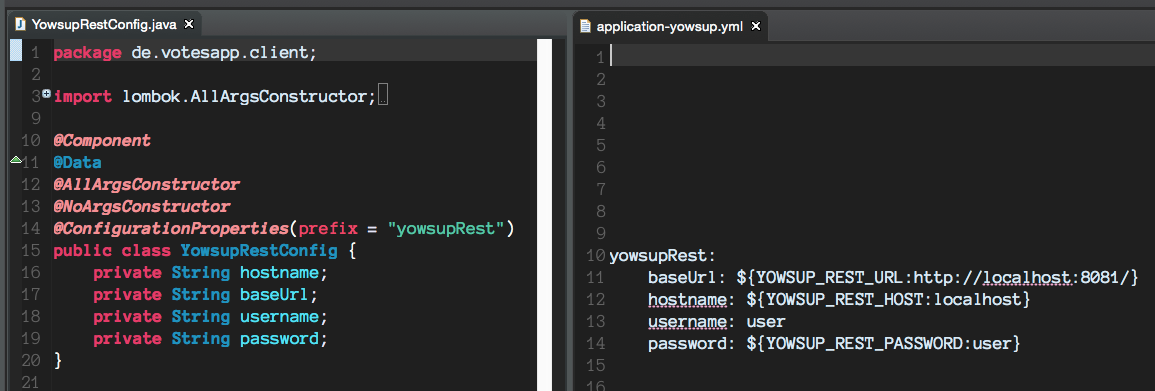 YowsupRestConfig.java
1 package de.votesapp.client;
2
3 import lombok.AllArgsConstructor;
9
10 @Component
11 @Data
12 @AllArgsConstructor
13 @NoArgsConstructor
14 @ConfigurationProperties(prefix = "yowsupRest")
15 public class YowsupRestConfig {
16     private String hostname;
17     private String baseUrl;
18     private String username;
19     private String password;
20 }
21
application-yowsup.yml
1
2
3
4
5
6
7
8
9
10 yowsupRest:
11     baseUrl: ${YOWSUP_REST_URL:http://localhost:8081/}
12     hostname: ${YOWSUP_REST_HOST:localhost}
13     username: user
14     password: ${YOWSUP_REST_PASSWORD:user}
15
16